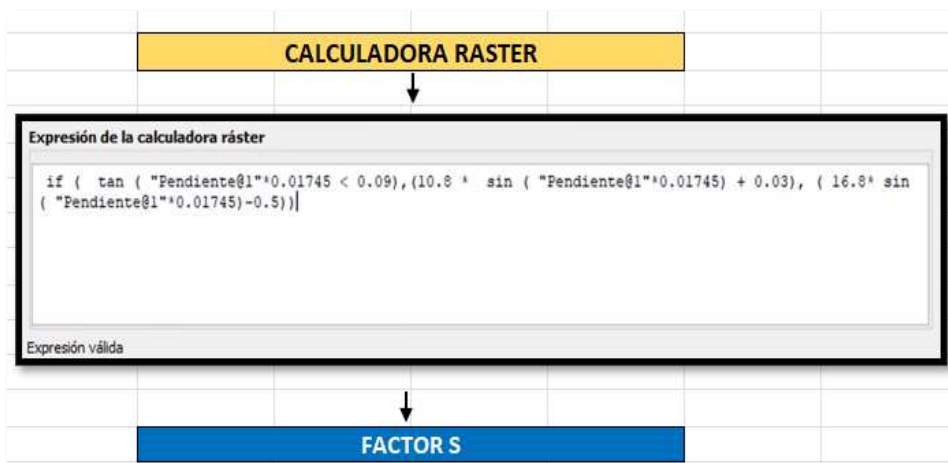 CALCULADORA RASTER
Expresión de la calculadora ráster
if ( tan ( "Pendiente@1"*0.01745 < 0.09),(10.8 * sin ( "Pendiente@1"*0.01745) + 0.03), ( 16.8* sin
( "Pendiente@1"*0.01745)-0.5))
Expresión válida
FACTOR S